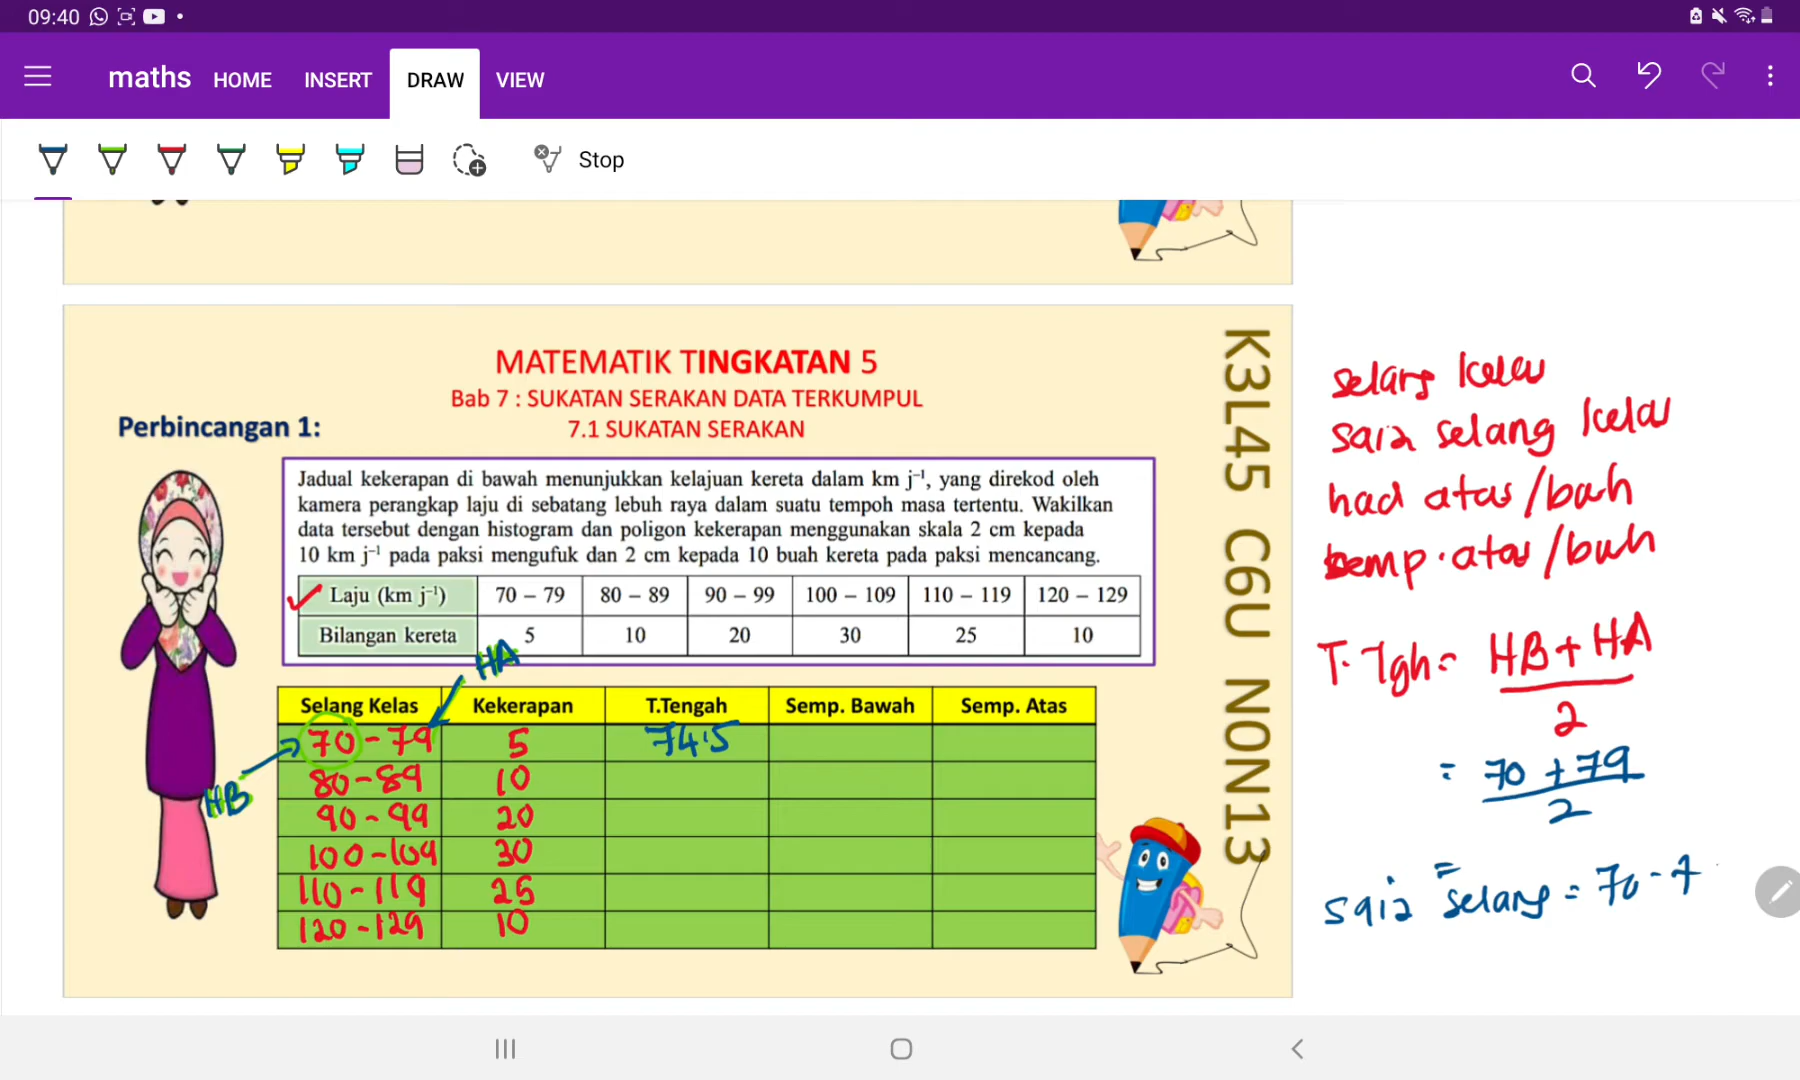 09:40
maths HOME INSERT DRAW VIEW
Stop
MATEMATIK TINGKATAN 5
Bab 7 : SUKATAN SERAKAN DATA TERKUMPUL
7.1 SUKATAN SERAKAN
Perbincangan 1:
Jadual kekerapan di bawah menunjukkan kelajuan kereta dalam km j⁻¹, yang direkod oleh
kamera perangkap laju di sebatang lebuh raya dalam suatu tempoh masa tertentu. Wakilkan
data tersebut dengan histogram dan poligon kekerapan menggunakan skala 2 cm kepada
10 km j⁻¹ pada paksi mengufuk dan 2 cm kepada 10 buah kereta pada paksi mencancang.
Laju (km j⁻¹) 70 – 79 80 – 89 90 – 99 100 – 109 110 – 119 120 – 129
Bilangan kereta 5 10 20 30 25 10
HA
Selang Kelas Kekerapan T.Tengah Semp. Bawah Semp. Atas
70-79 5 74.5
80-89 10
HB
90-99 20
100-109 30
110-119 25
120-129 10
K3L45 C6U N0N13
selang kelas
saiz selang kelas
had atas/bah
semp. atas/bah
T. Tgh = HB + HA
2
= 70 + 79
2
=
saiz selang = 70 - 7